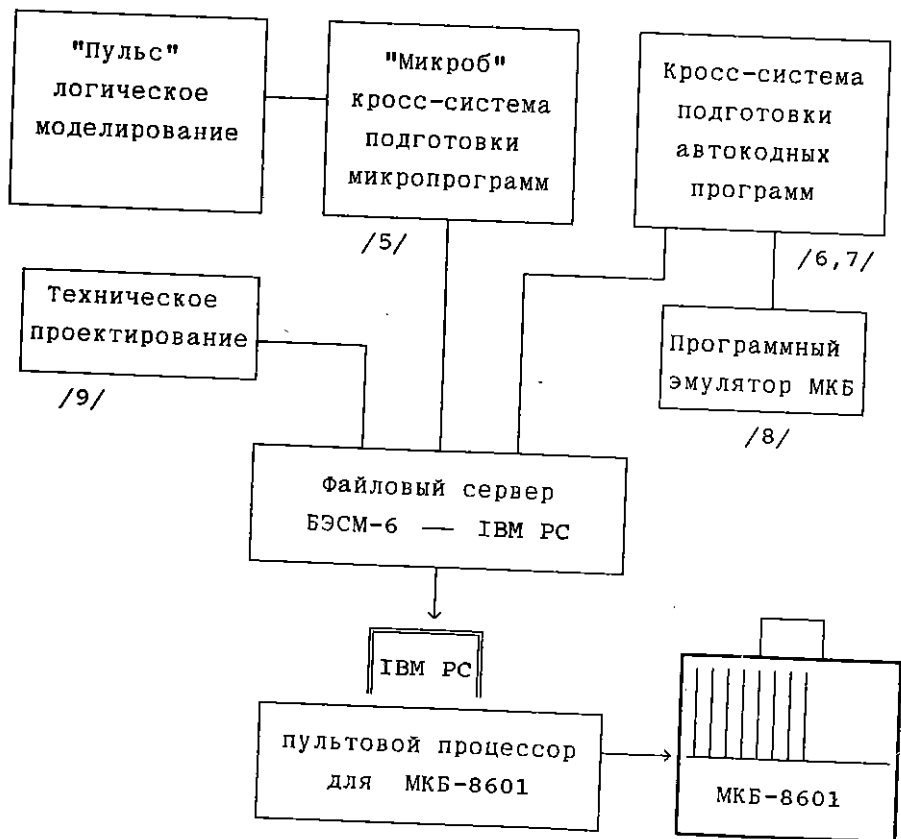 "Пульс"
логическое
моделирование
"Микроб"
кросс-система
подготовки
микропрограмм
/5/
Кросс-система
подготовки
автокодных
программ
/6,7/
Техническое
проектирование
/9/
Программный
эмулятор МКБ
/8/
Файловый сервер
БЭСМ-6 — IBM PC
IBM PC
пультовой процессор
для МКБ-8601
МКБ-8601